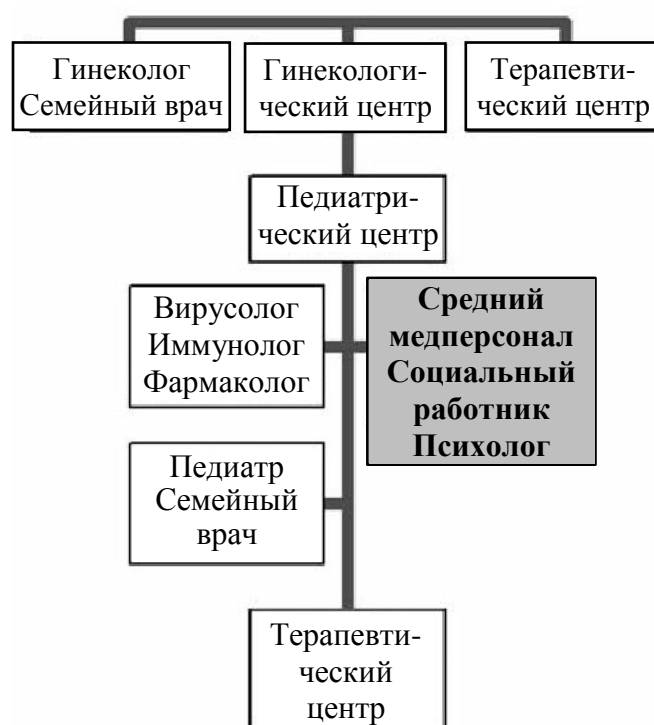 Гинеколог
Семейный врач
Гинекологи-
ческий центр
Терапевти-
ческий центр
Педиатри-
ческий центр
Вирусолог
Иммунолог
Фармаколог
Средний
медперсонал
Социальный
работник
Психолог
Педиатр
Семейный
врач
Терапевти-
ческий
центр